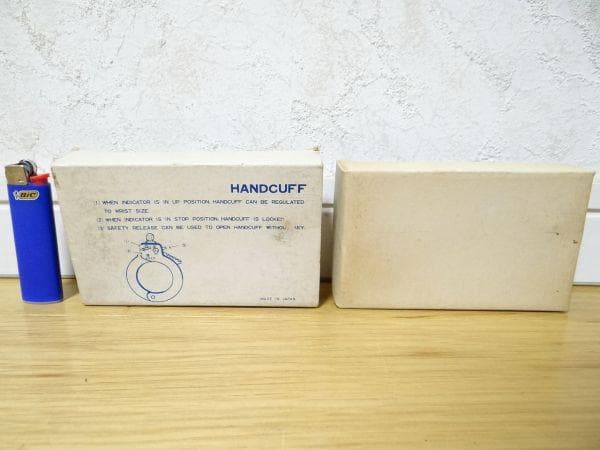 BiC
HANDCUFF
(1) WHEN INDICATOR IS IN UP POSITION HANDCUFF CAN BE REGULATED
TO WRIST SIZE
(2) WHEN INDICATOR IS IN STOP POSITION HANDCUFF IS LOCKED
(3) SAFETY RELEASE CAN BE USED TO OPEN HANDCUFF WITHOU KEY.
MADE IN JAPAN